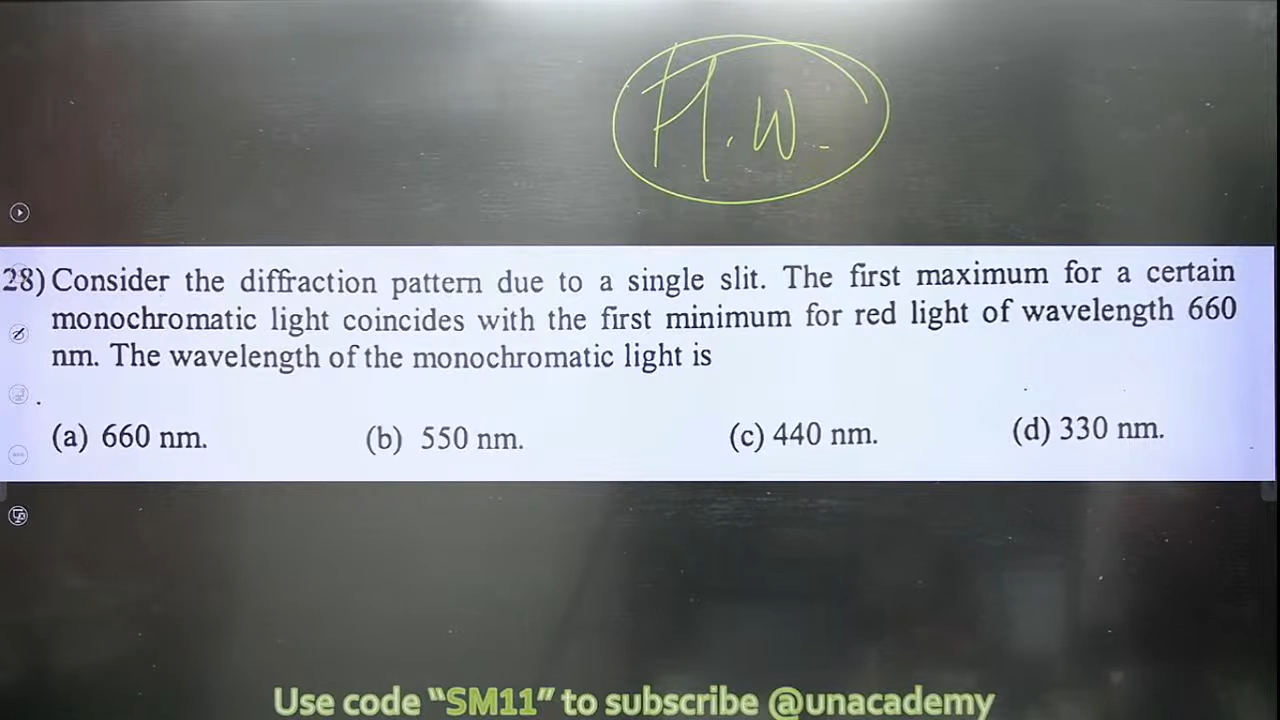 H.W.
28) Consider the diffraction pattern due to a single slit. The first maximum for a certain
monochromatic light coincides with the first minimum for red light of wavelength 660
nm. The wavelength of the monochromatic light is
(a) 660 nm. (b) 550 nm. (c) 440 nm. (d) 330 nm.
Use code "SM11" to subscribe @unacademy